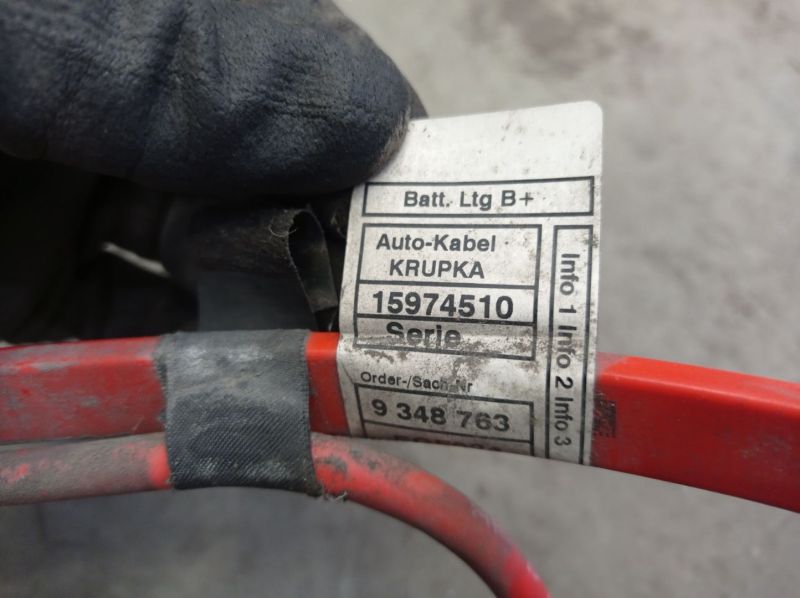 Batt. Ltg B+
Auto-Kabel
KRUPKA
15974510
Serie
Order-/Sach-Nr
9 348 763
Info 1 Info 2 Info 3